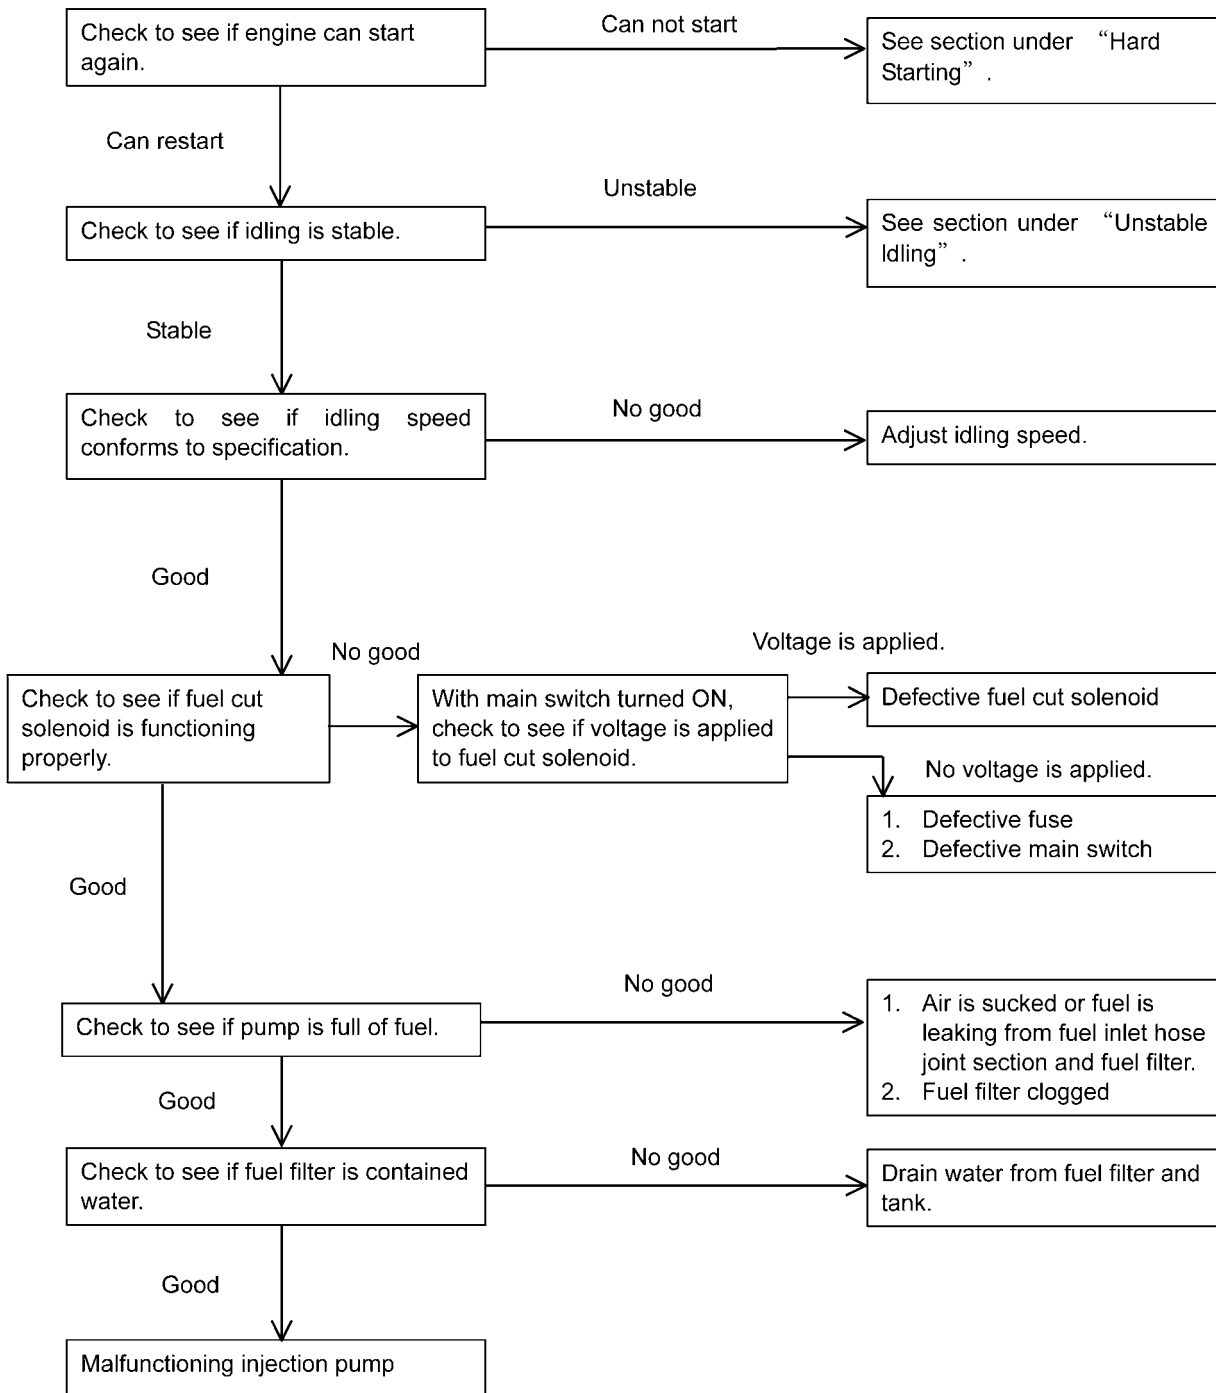 Check to see if engine can start
again.
Can not start
See section under “Hard
Starting” .
Can restart
Check to see if idling is stable.
Unstable
See section under “Unstable
Idling” .
Stable
Check to see if idling speed
conforms to specification.
No good
Adjust idling speed.
Good
No good
Voltage is applied.
Check to see if fuel cut
solenoid is functioning
properly.
With main switch turned ON,
check to see if voltage is applied
to fuel cut solenoid.
Defective fuel cut solenoid
No voltage is applied.
1. Defective fuse
2. Defective main switch
Good
Check to see if pump is full of fuel.
No good
1. Air is sucked or fuel is
leaking from fuel inlet hose
joint section and fuel filter.
2. Fuel filter clogged
Good
Check to see if fuel filter is contained
water.
No good
Drain water from fuel filter and
tank.
Good
Malfunctioning injection pump